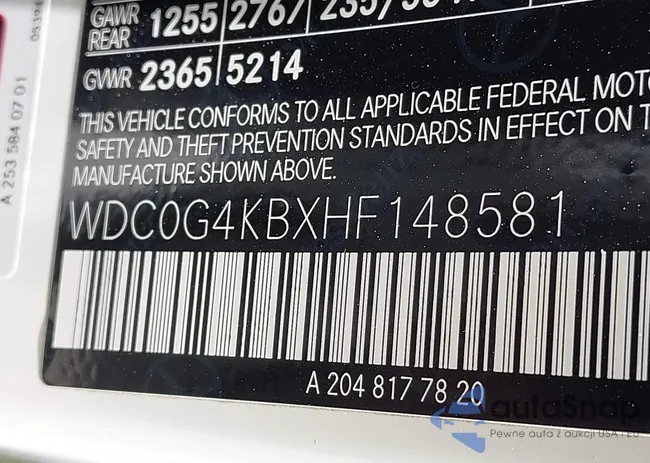 05394
A 253 584 07 01
GAWR
REAR 1255 2767
GVWR 2365 5214
THIS VEHICLE CONFORMS TO ALL APPLICABLE FEDERAL MOTO
SAFETY AND THEFT PREVENTION STANDARDS IN EFFECT ON T
MANUFACTURE SHOWN ABOVE.
WDC0G4KBXHF148581
A 204 817 78 20
autoSnap
Pewne auta z aukcji USA i EU